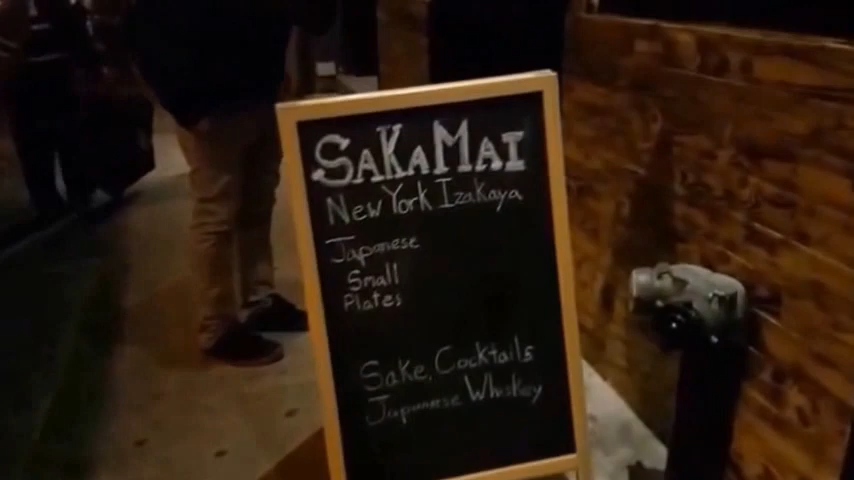 SAKAMAI
New York Izakaya
Japanese
Small
Plates
Sake, Cocktails
Japanese Whiskey